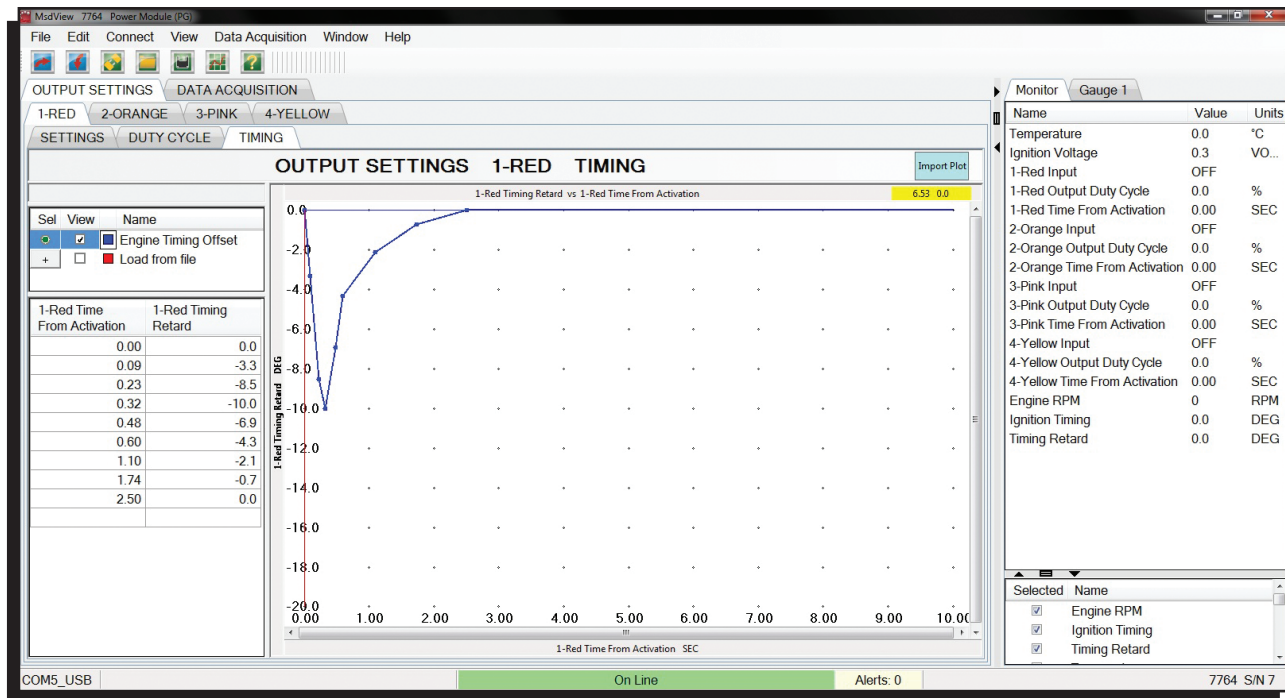 MsdView 7764 Power Module (PG)
File Edit Connect View Data Acquisition Window Help
OUTPUT SETTINGS DATA ACQUISITION
1-RED 2-ORANGE 3-PINK 4-YELLOW
SETTINGS DUTY CYCLE TIMING
OUTPUT SETTINGS 1-RED TIMING
Import Plot
1-Red Timing Retard vs 1-Red Time From Activation
6.53 0.0
Sel View Name
Engine Timing Offset
+ Load from file
1-Red Time From Activation 1-Red Timing Retard
0.00 0.0
0.09 -3.3
0.23 -8.5
0.32 -10.0
0.48 -6.9
0.60 -4.3
1.10 -2.1
1.74 -0.7
2.50 0.0
1-Red Timing Retard DEG
0.0
-2.0
-4.0
-6.0
-8.0
-10.0
-12.0
-14.0
-16.0
-18.0
-20.0
0.00 1.00 2.00 3.00 4.00 5.00 6.00 7.00 8.00 9.00 10.00
1-Red Time From Activation SEC
Monitor Gauge 1
Name Value Units
Temperature 0.0 °C
Ignition Voltage 0.3 VO...
1-Red Input OFF
1-Red Output Duty Cycle 0.0 %
1-Red Time From Activation 0.00 SEC
2-Orange Input OFF
2-Orange Output Duty Cycle 0.0 %
2-Orange Time From Activation 0.00 SEC
3-Pink Input OFF
3-Pink Output Duty Cycle 0.0 %
3-Pink Time From Activation 0.00 SEC
4-Yellow Input OFF
4-Yellow Output Duty Cycle 0.0 %
4-Yellow Time From Activation 0.00 SEC
Engine RPM 0 RPM
Ignition Timing 0.0 DEG
Timing Retard 0.0 DEG
Selected Name
Engine RPM
Ignition Timing
Timing Retard
COM5_USB On Line Alerts: 0 7764 S/N 7